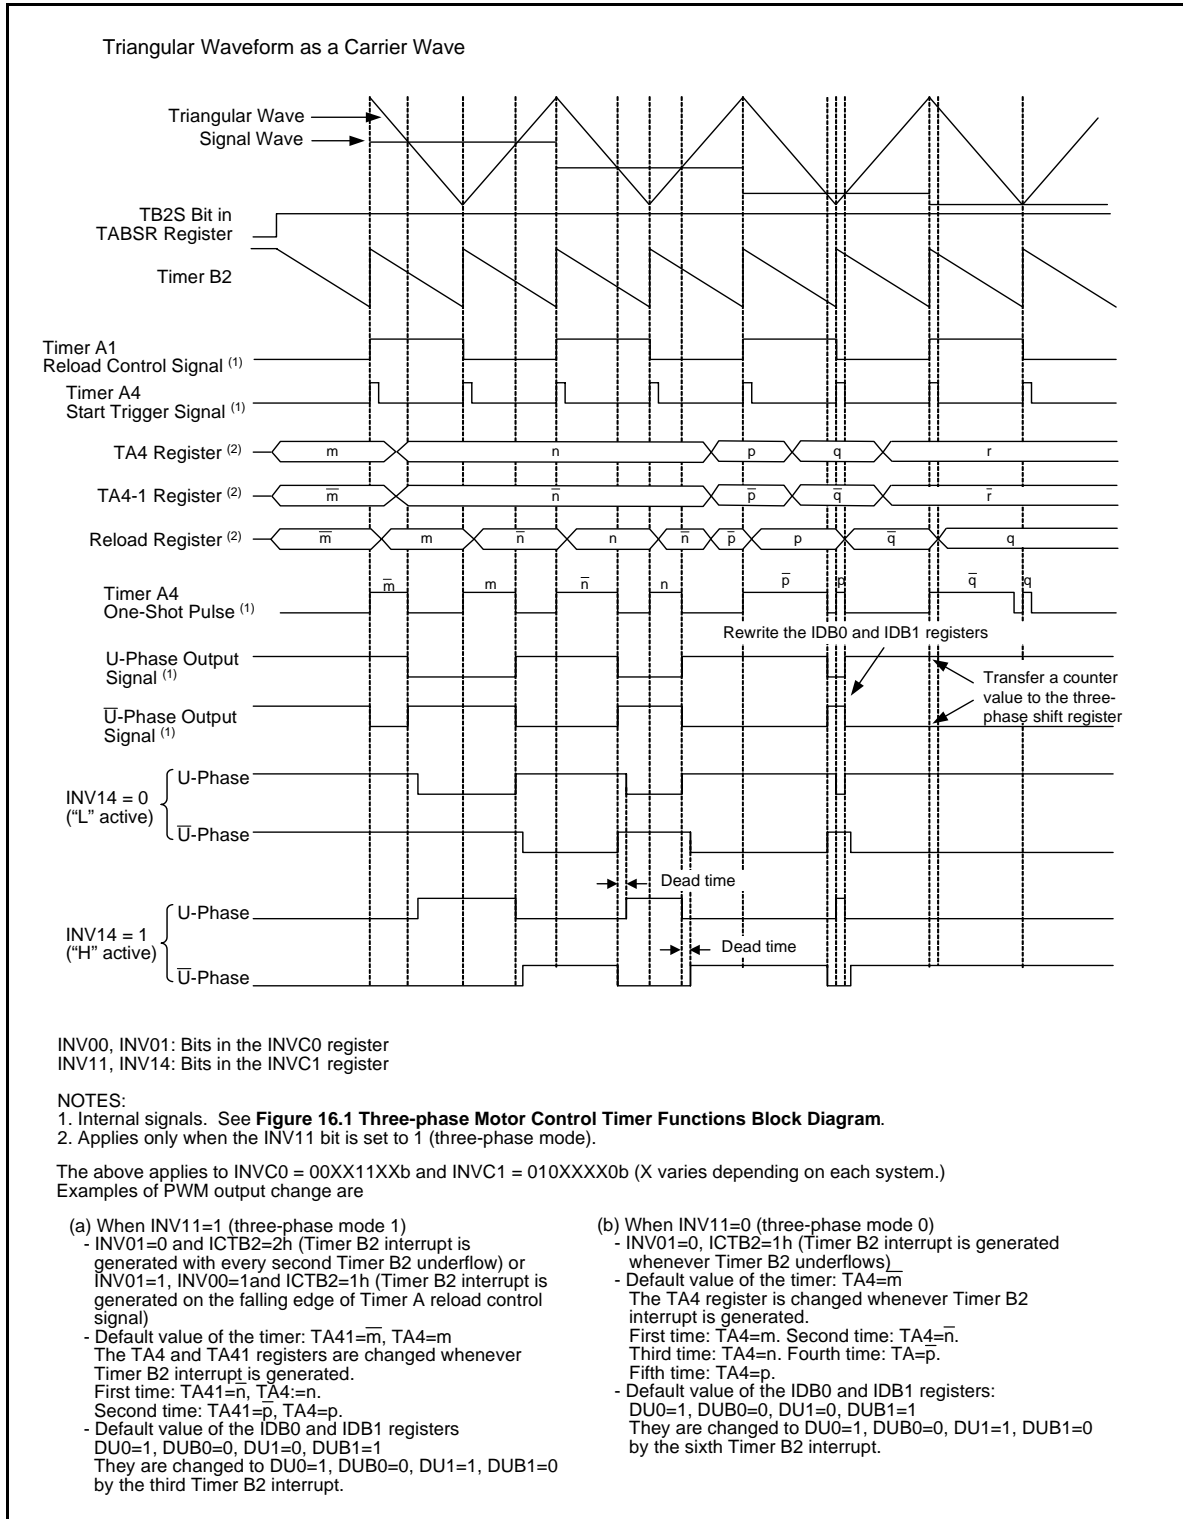 Triangular Waveform as a Carrier Wave
Triangular Wave
Signal Wave
TB2S Bit in
TABSR Register
Timer B2
Timer A1
Reload Control Signal (1)
Timer A4
Start Trigger Signal (1)
TA4 Register (2)
m n p q r
TA4-1 Register (2)
m̅ n̅ p̅ q̅ r̅
Reload Register (2)
m̅ m n̅ n n̅ p̅ p q̅ q
Timer A4
One-Shot Pulse (1)
m̅ m n̅ n p̅ p q̅ q
Rewrite the IDB0 and IDB1 registers
U-Phase Output
Signal (1)
Transfer a counter
value to the three-
phase shift register
U̅-Phase Output
Signal (1)
INV14 = 0
("L" active)
U-Phase
U̅-Phase
Dead time
INV14 = 1
("H" active)
U-Phase
Dead time
U̅-Phase
INV00, INV01: Bits in the INVC0 register
INV11, INV14: Bits in the INVC1 register
NOTES:
1. Internal signals. See Figure 16.1 Three-phase Motor Control Timer Functions Block Diagram.
2. Applies only when the INV11 bit is set to 1 (three-phase mode).
The above applies to INVC0 = 00XX11XXb and INVC1 = 010XXXX0b (X varies depending on each system.)
Examples of PWM output change are
(a) When INV11=1 (three-phase mode 1)
- INV01=0 and ICTB2=2h (Timer B2 interrupt is
generated with every second Timer B2 underflow) or
INV01=1, INV00=1and ICTB2=1h (Timer B2 interrupt is
generated on the falling edge of Timer A reload control
signal)
- Default value of the timer: TA41=m̅, TA4=m
The TA4 and TA41 registers are changed whenever
Timer B2 interrupt is generated.
First time: TA41=n̅, TA4:=n.
Second time: TA41=p̅, TA4=p.
- Default value of the IDB0 and IDB1 registers
DU0=1, DUB0=0, DU1=0, DUB1=1
They are changed to DU0=1, DUB0=0, DU1=1, DUB1=0
by the third Timer B2 interrupt.
(b) When INV11=0 (three-phase mode 0)
- INV01=0, ICTB2=1h (Timer B2 interrupt is generated
whenever Timer B2 underflows)
- Default value of the timer: TA4=m̅
The TA4 register is changed whenever Timer B2
interrupt is generated.
First time: TA4=m. Second time: TA4=n̅.
Third time: TA4=n. Fourth time: TA=p̅.
Fifth time: TA4=p.
- Default value of the IDB0 and IDB1 registers:
DU0=1, DUB0=0, DU1=0, DUB1=1
They are changed to DU0=1, DUB0=0, DU1=1, DUB1=0
by the sixth Timer B2 interrupt.